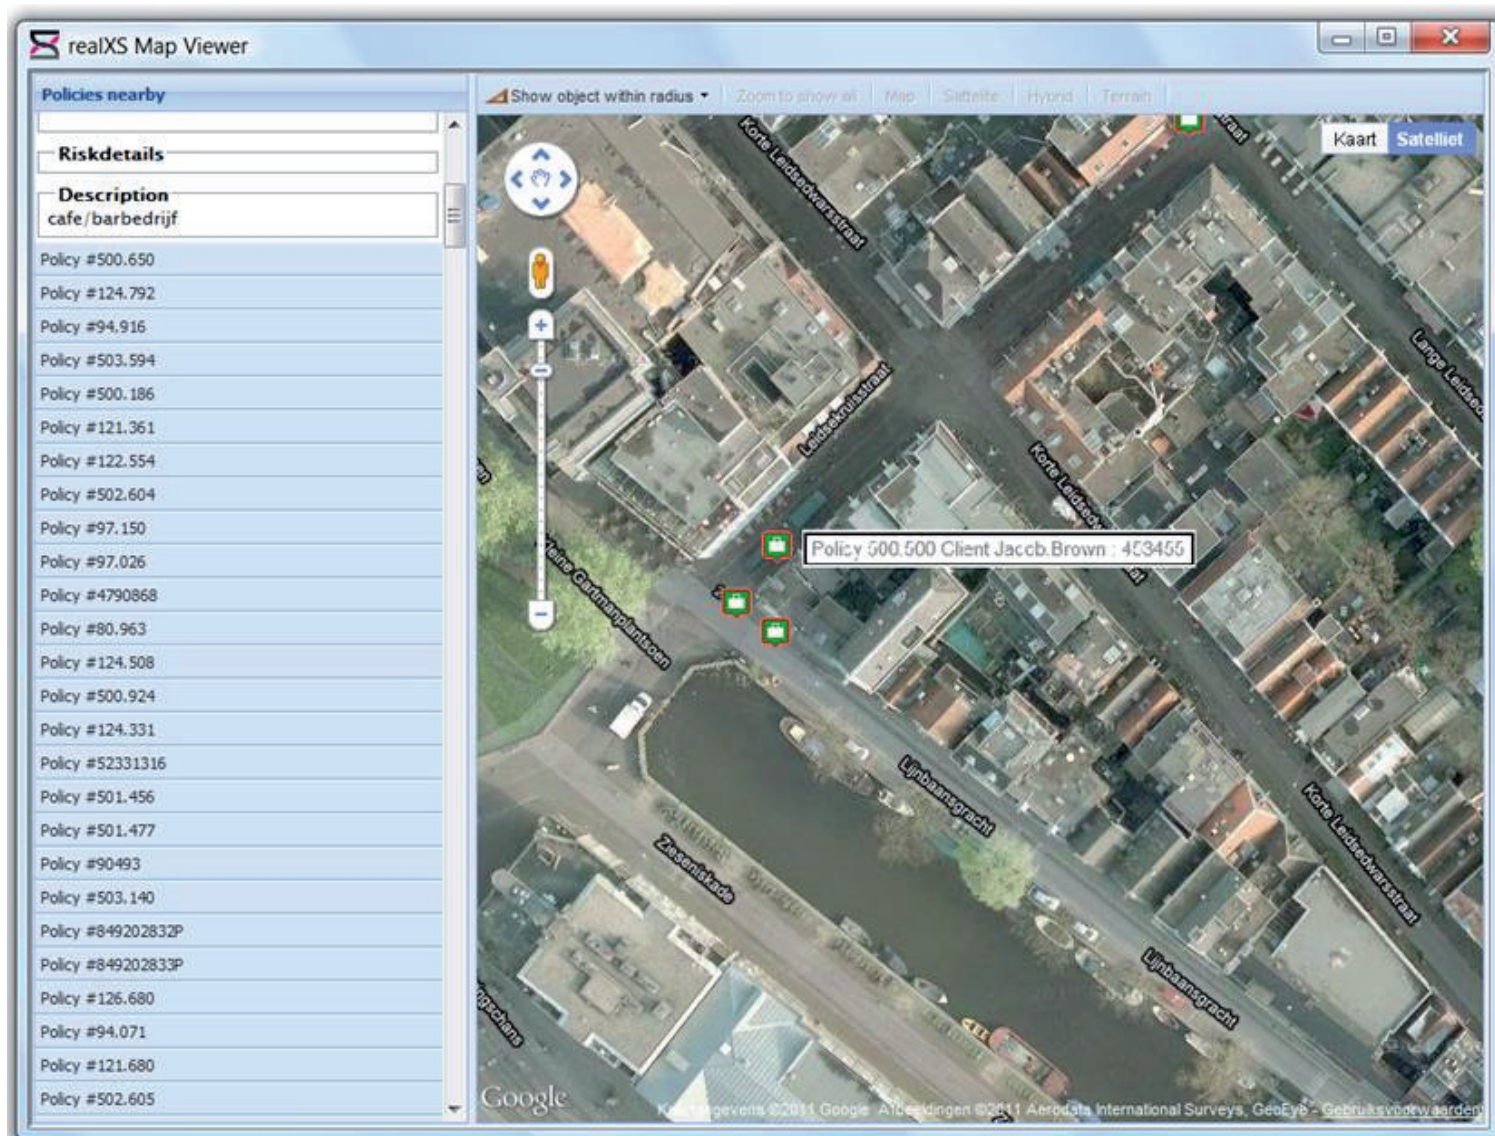 realXS Map Viewer
Policies nearby
Riskdetails
Description
cafe/barbedrijf
Policy #500.650
Policy #124.792
Policy #94.916
Policy #503.594
Policy #500.186
Policy #121.361
Policy #122.554
Policy #502.604
Policy #97.150
Policy #97.026
Policy #4790868
Policy #80.963
Policy #124.508
Policy #500.924
Policy #124.331
Policy #52331316
Policy #501.456
Policy #501.477
Policy #90493
Policy #503.140
Policy #849202832P
Policy #849202833P
Policy #126.680
Policy #94.071
Policy #121.680
Policy #502.605
Show object within radius
Zoom to show all
Map
Hybrid
Terrain
Kaart
Satelliet
Korte Leidsedwarsstraat
Lange Leidsed
Leidsekruisstraat
Korte Leidsedw
aat
Policy 500.500 Client Jaccb.Brown : 453455
Kleine Gartmanplantsoen
Lijnbaansgracht
Korte Leidsedwarsstraat
Zieseniskade
Lijnbaansgracht
ngschans
Google
©2011 Google Afbeeldingen ©2011 Aerodata International Surveys, GeoEye - Gebruiksvoorwaarden